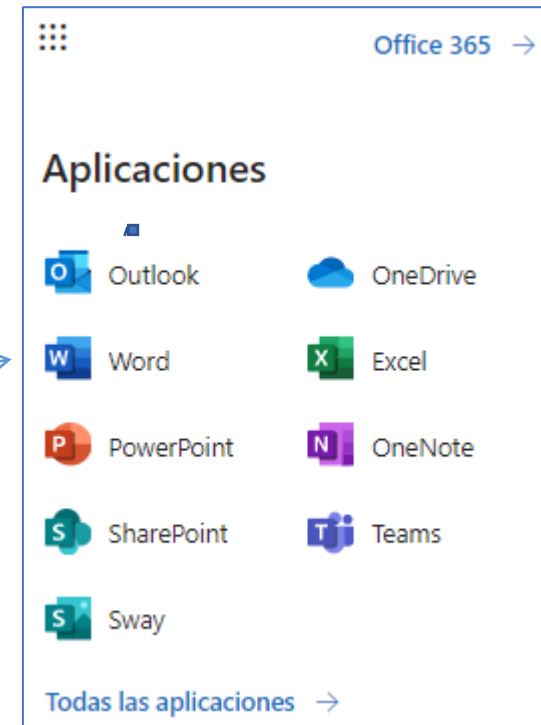 Office 365 →
Aplicaciones
Outlook OneDrive
Word Excel
PowerPoint OneNote
SharePoint Teams
Sway
Todas las aplicaciones →